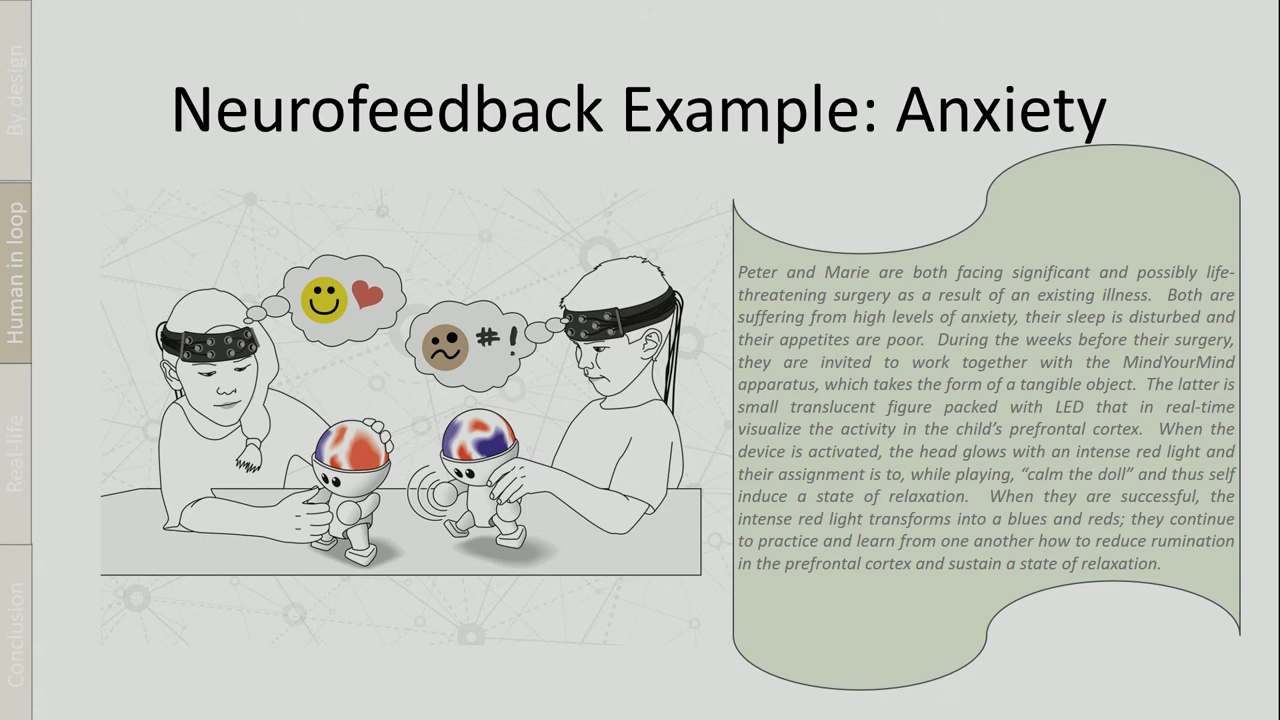 Neurofeedback Example: Anxiety
By design
Human in loop
Real-life
Conclusion
# !
Peter and Marie are both facing significant and possibly life-
threatening surgery as a result of an existing illness. Both are
suffering from high levels of anxiety, their sleep is disturbed and
their appetites are poor. During the weeks before their surgery,
they are invited to work together with the MindYourMind
apparatus, which takes the form of a tangible object. The latter is
small translucent figure packed with LED that in real-time
visualize the activity in the child's prefrontal cortex. When the
device is activated, the head glows with an intense red light and
their assignment is to, while playing, “calm the doll” and thus self
induce a state of relaxation. When they are successful, the
intense red light transforms into a blues and reds; they continue
to practice and learn from one another how to reduce rumination
in the prefrontal cortex and sustain a state of relaxation.